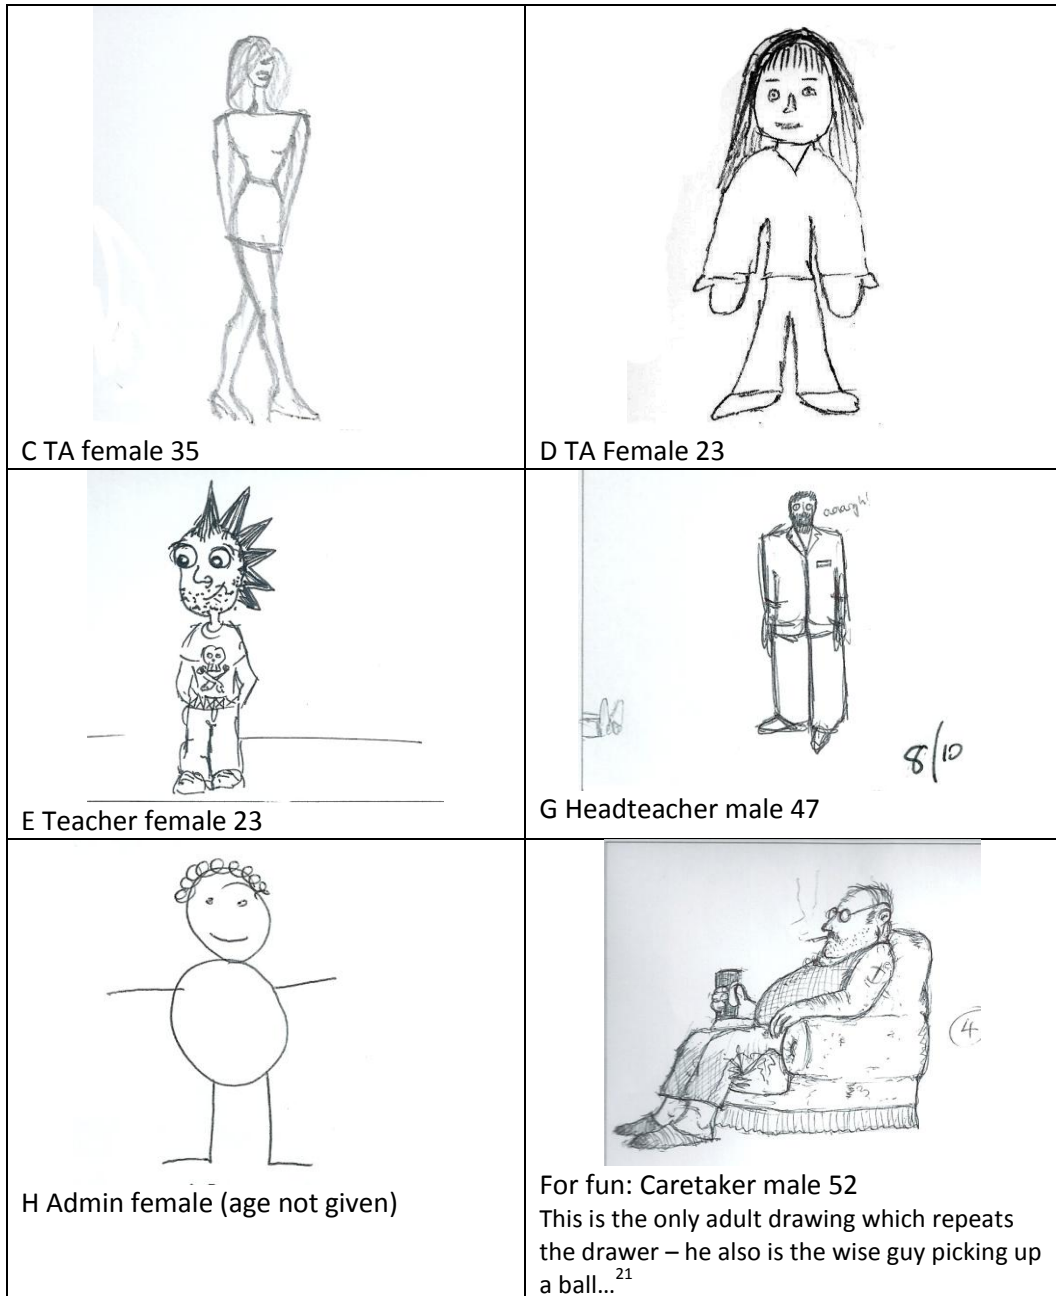 C TA female 35
D TA Female 23
E Teacher female 23
aaargh!
8/10
G Headteacher male 47
H Admin female (age not given)
4
For fun: Caretaker male 52
This is the only adult drawing which repeats
the drawer – he also is the wise guy picking up
a ball…21